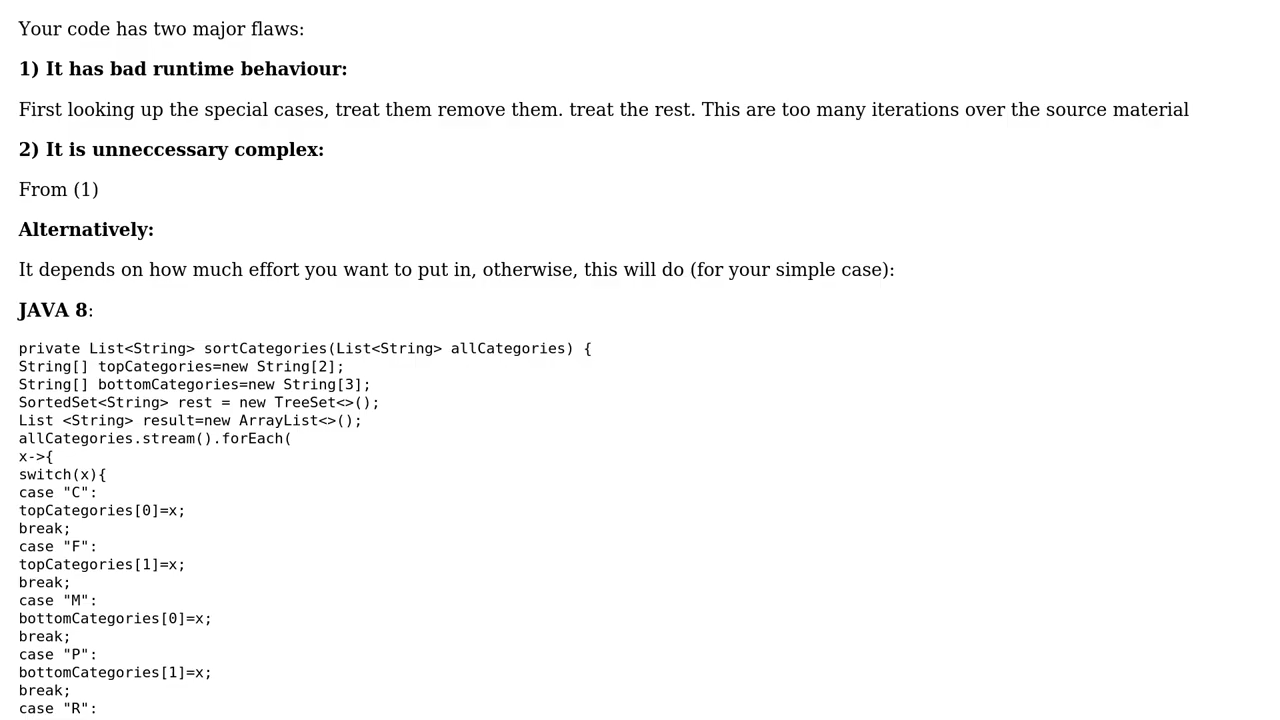 Your code has two major flaws:
1) It has bad runtime behaviour:
First looking up the special cases, treat them remove them. treat the rest. This are too many iterations over the source material
2) It is unneccessary complex:
From (1)
Alternatively:
It depends on how much effort you want to put in, otherwise, this will do (for your simple case):
JAVA 8:
private List<String> sortCategories(List<String> allCategories) {
String[] topCategories=new String[2];
String[] bottomCategories=new String[3];
SortedSet<String> rest = new TreeSet<>();
List <String> result=new ArrayList<>();
allCategories.stream().forEach(
x->{
switch(x){
case "C":
topCategories[0]=x;
break;
case "F":
topCategories[1]=x;
break;
case "M":
bottomCategories[0]=x;
break;
case "P":
bottomCategories[1]=x;
break;
case "R":